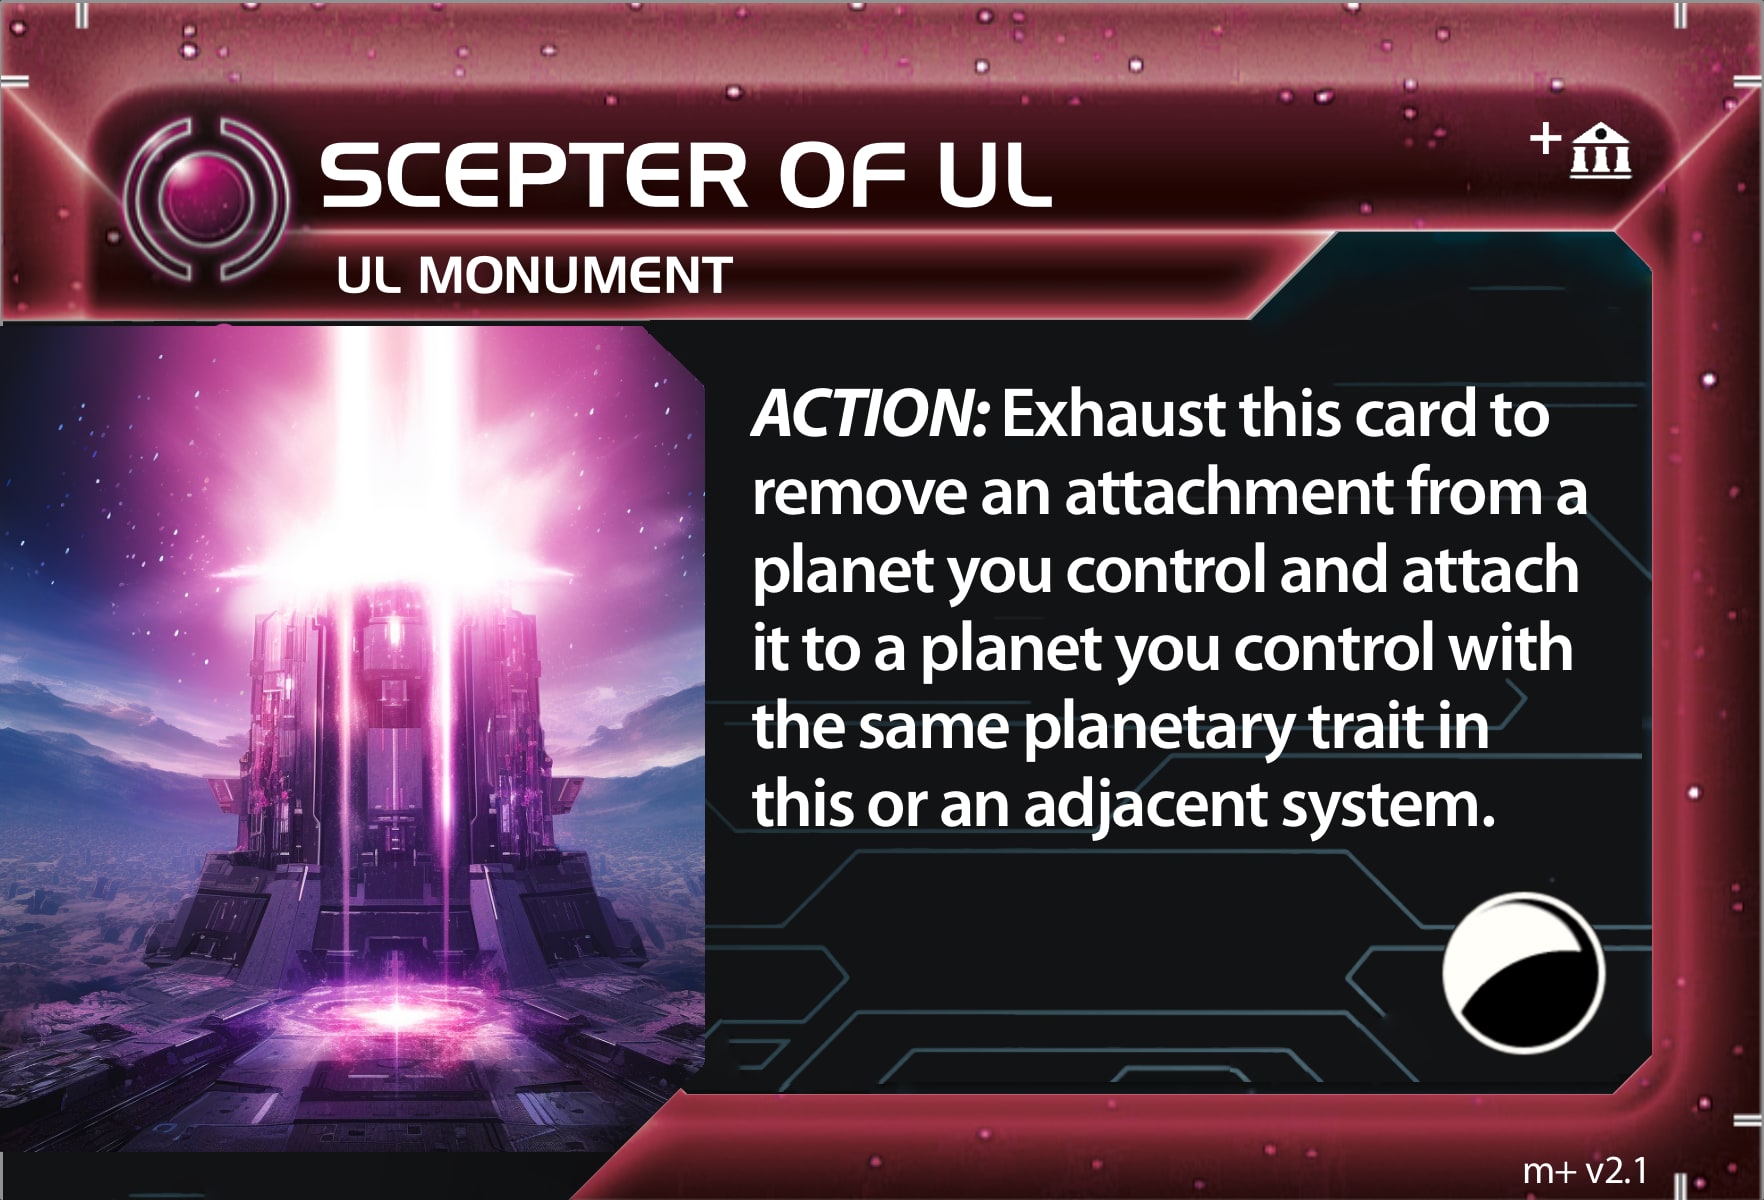 +
SCEPTER OF UL
UL MONUMENT
ACTION: Exhaust this card to
remove an attachment from a
planet you control and attach
it to a planet you control with
the same planetary trait in
this or an adjacent system.
m+ v2.1